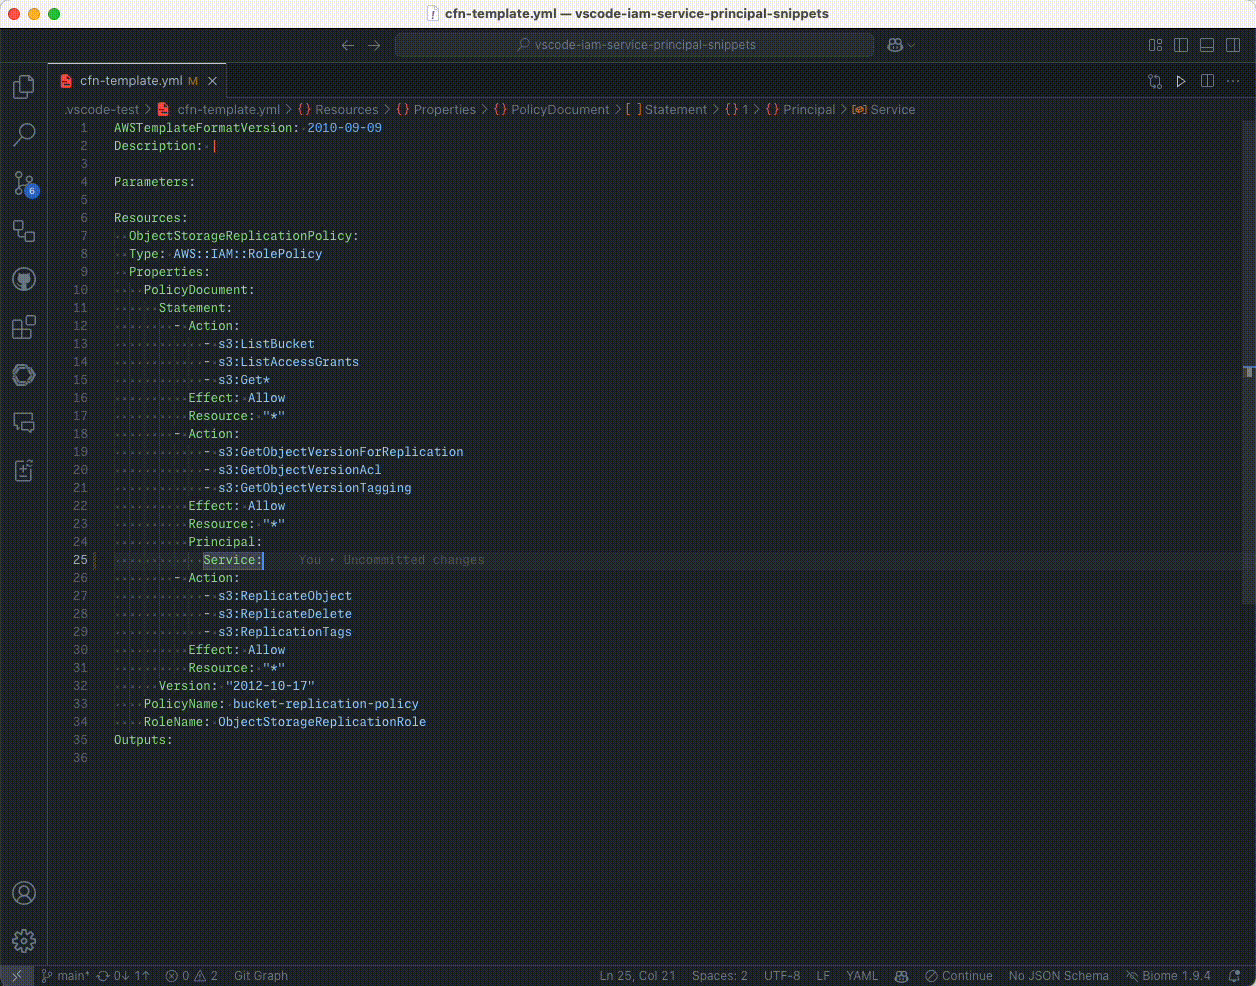 cfn-template.yml — vscode-iam-service-principal-snippets
vscode-iam-service-principal-snippets
cfn-template.yml M
.vscode-test > cfn-template.yml > {} Resources > {} Properties > {} PolicyDocument > [ ] Statement > {} 1 > {} Principal > Service
1 AWSTemplateFormatVersion: 2010-09-09
2 Description: |
3
4 Parameters:
5
6 Resources:
7 ObjectStorageReplicationPolicy:
8 Type: AWS::IAM::RolePolicy
9 Properties:
10 PolicyDocument:
11 Statement:
12 - Action:
13 - s3:ListBucket
14 - s3:ListAccessGrants
15 - s3:Get*
16 Effect: Allow
17 Resource: "*"
18 - Action:
19 - s3:GetObjectVersionForReplication
20 - s3:GetObjectVersionAcl
21 - s3:GetObjectVersionTagging
22 Effect: Allow
23 Resource: "*"
24 Principal:
25 Service: You • Uncommitted changes
26 - Action:
27 - s3:ReplicateObject
28 - s3:ReplicateDelete
29 - s3:ReplicationTags
30 Effect: Allow
31 Resource: "*"
32 Version: "2012-10-17"
33 PolicyName: bucket-replication-policy
34 RoleName: ObjectStorageReplicationRole
35 Outputs:
36
6
main* 0↓ 1↑ 0 2 Git Graph Ln 25, Col 21 Spaces: 2 UTF-8 LF YAML Continue No JSON Schema Biome 1.9.4